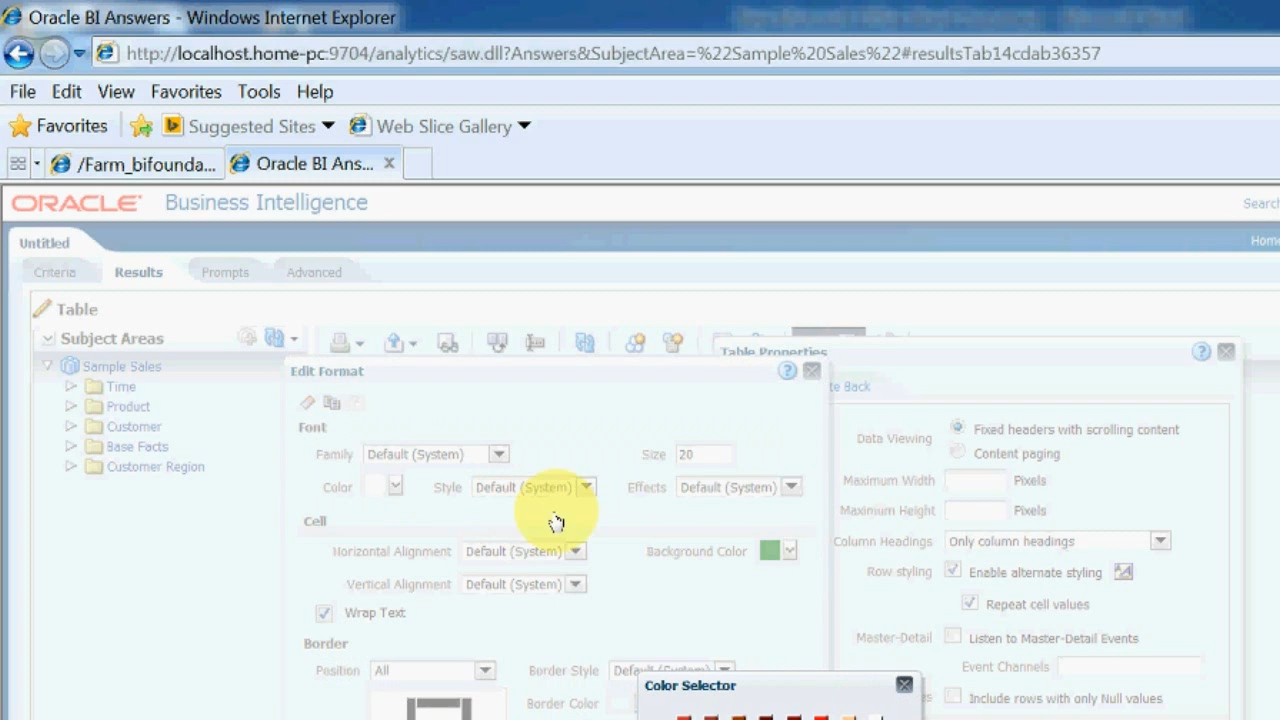 Oracle BI Answers - Windows Internet Explorer
http://localhost.home-pc:9704/analytics/saw.dll?Answers&SubjectArea=%22Sample%20Sales%22#resultsTab14cdab36357
File Edit View Favorites Tools Help
Favorites Suggested Sites Web Slice Gallery
/Farm_bifounda... Oracle BI Ans...
ORACLE Business Intelligence Search
Untitled Home
Criteria Results Prompts Advanced
Table
Subject Areas
Table Properties
Sample Sales
Edit Format
Time
te Back
Product
Customer
Base Facts
Customer Region
Font
Family Default (System) Size 20
Color Style Default (System) Effects Default (System)
Cell
Horizontal Alignment Default (System) Background Color
Vertical Alignment Default (System)
Wrap Text
Border
Position All Border Style Default (System)
Border Color
Data Viewing Fixed headers with scrolling content
Content paging
Maximum Width Pixels
Maximum Height Pixels
Column Headings Only column headings
Row styling Enable alternate styling
Repeat cell values
Master-Detail Listen to Master-Detail Events
Event Channels
Include rows with only Null values
Color Selector